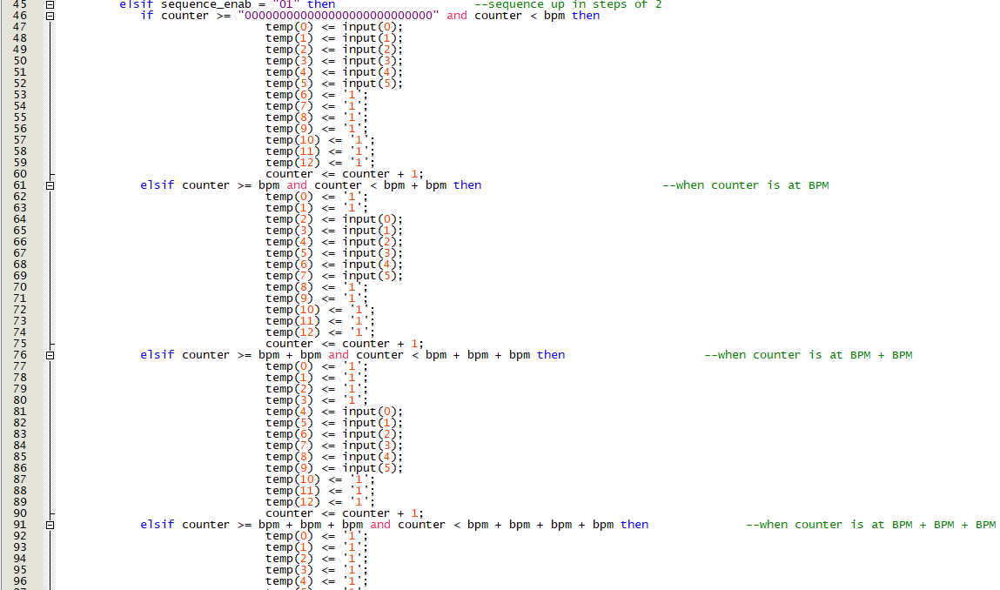 45 elsif sequence_enab = "01" then --sequence up in steps of 2
46 if counter >= "000000000000000000000000000" and counter < bpm then
47 temp(0) <= input(0);
48 temp(1) <= input(1);
49 temp(2) <= input(2);
50 temp(3) <= input(3);
51 temp(4) <= input(4);
52 temp(5) <= input(5);
53 temp(6) <= '1';
54 temp(7) <= '1';
55 temp(8) <= '1';
56 temp(9) <= '1';
57 temp(10) <= '1';
58 temp(11) <= '1';
59 temp(12) <= '1';
60 counter <= counter + 1;
61 elsif counter >= bpm and counter < bpm + bpm then --when counter is at BPM
62 temp(0) <= '1';
63 temp(1) <= '1';
64 temp(2) <= input(0);
65 temp(3) <= input(1);
66 temp(4) <= input(2);
67 temp(5) <= input(3);
68 temp(6) <= input(4);
69 temp(7) <= input(5);
70 temp(8) <= '1';
71 temp(9) <= '1';
72 temp(10) <= '1';
73 temp(11) <= '1';
74 temp(12) <= '1';
75 counter <= counter + 1;
76 elsif counter >= bpm + bpm and counter < bpm + bpm + bpm then --when counter is at BPM + BPM
77 temp(0) <= '1';
78 temp(1) <= '1';
79 temp(2) <= '1';
80 temp(3) <= '1';
81 temp(4) <= input(0);
82 temp(5) <= input(1);
83 temp(6) <= input(2);
84 temp(7) <= input(3);
85 temp(8) <= input(4);
86 temp(9) <= input(5);
87 temp(10) <= '1';
88 temp(11) <= '1';
89 temp(12) <= '1';
90 counter <= counter + 1;
91 elsif counter >= bpm + bpm + bpm and counter < bpm + bpm + bpm + bpm then --when counter is at BPM + BPM + BPM
92 temp(0) <= '1';
93 temp(1) <= '1';
94 temp(2) <= '1';
95 temp(3) <= '1';
96 temp(4) <= '1';